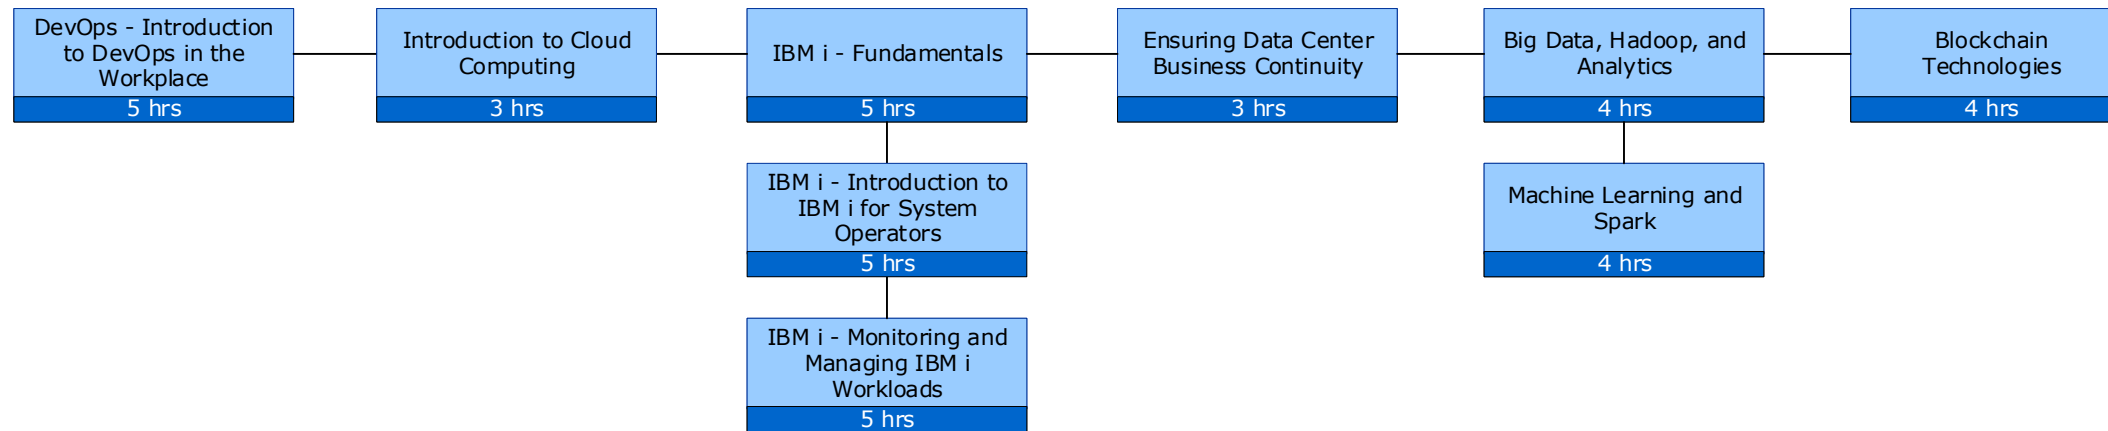 DevOps - Introduction
to DevOps in the
Workplace
5 hrs
Introduction to Cloud
Computing
3 hrs
IBM i - Fundamentals
5 hrs
Ensuring Data Center
Business Continuity
3 hrs
Big Data, Hadoop, and
Analytics
4 hrs
Blockchain
Technologies
4 hrs
IBM i - Introduction to
IBM i for System
Operators
5 hrs
Machine Learning and
Spark
4 hrs
IBM i - Monitoring and
Managing IBM i
Workloads
5 hrs